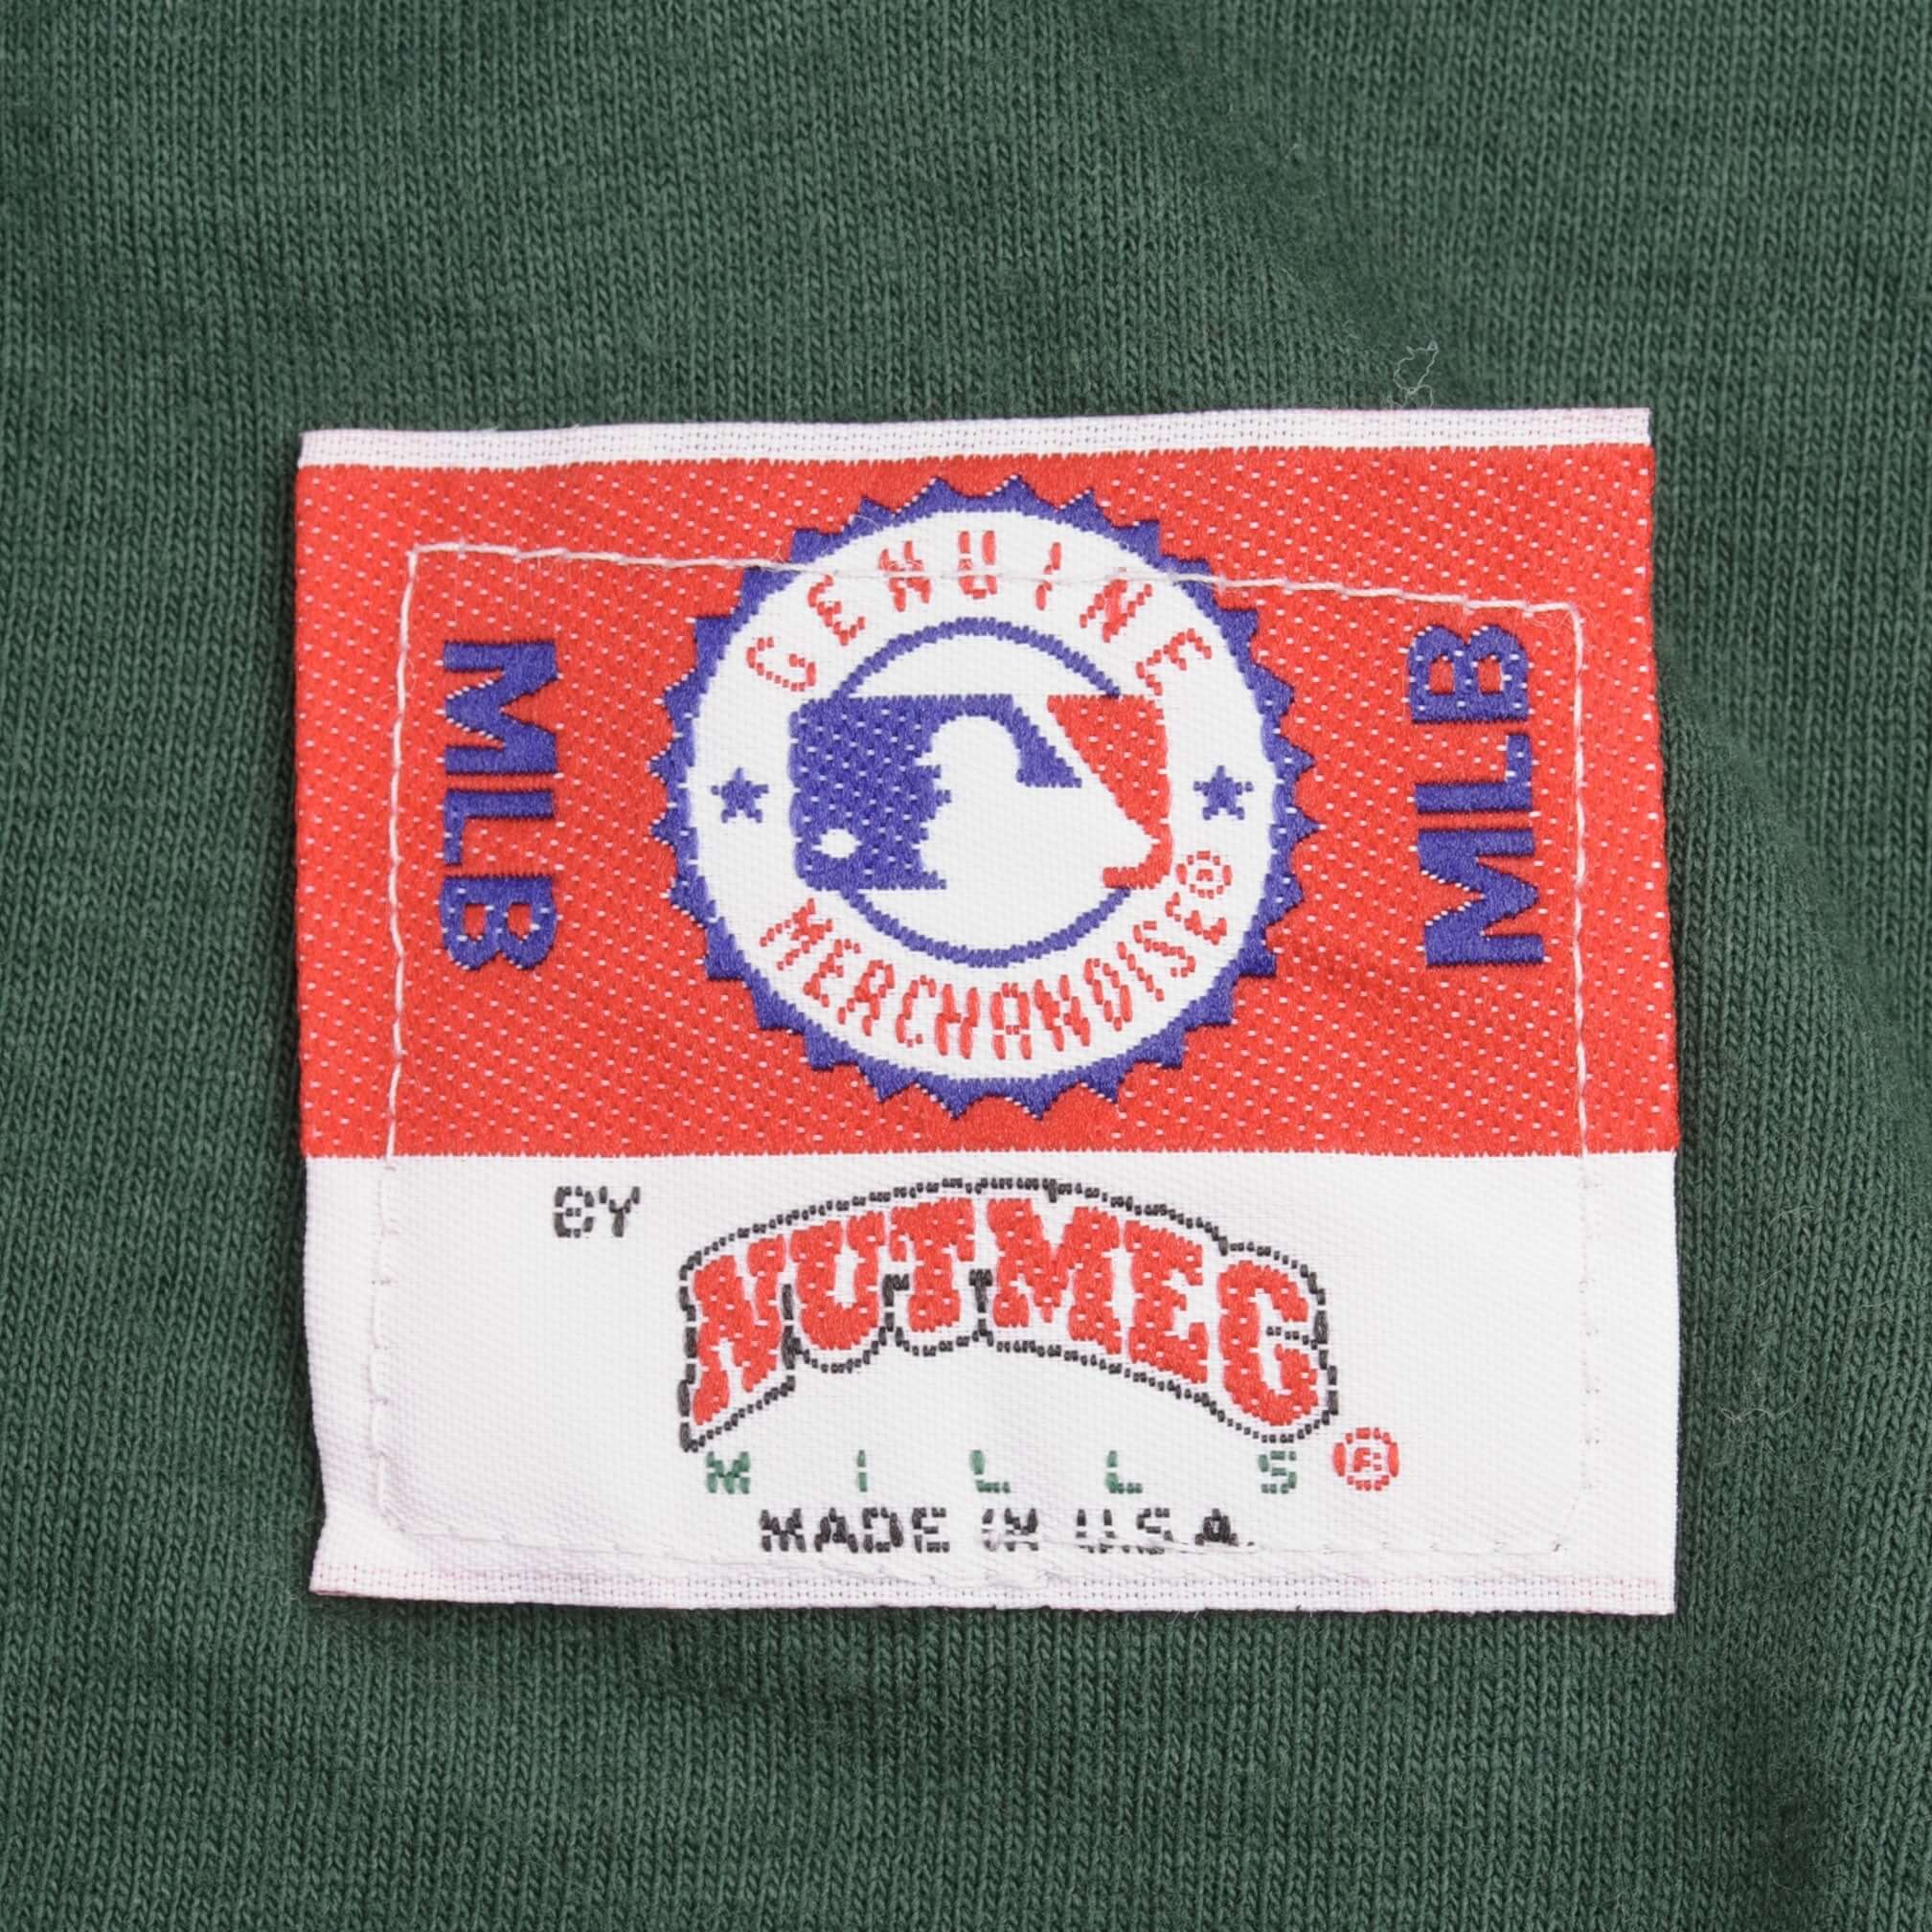 GENUINE
MLB
MLB
MERCHANDISE®
BY
NUTMEG
MILLS®
MADE IN U.S.A.